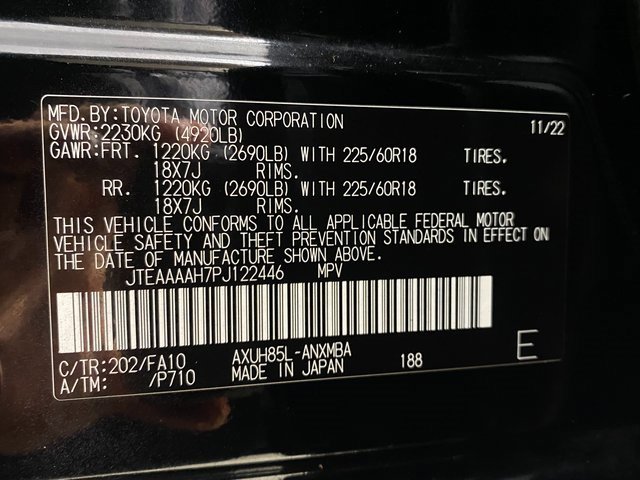 MFD.BY:TOYOTA MOTOR CORPORATION 11/22
GVWR:2230KG (4920LB)
GAWR:FRT. 1220KG (2690LB) WITH 225/60R18 TIRES.
18X7J RIMS.
RR. 1220KG (2690LB) WITH 225/60R18 TIRES.
18X7J RIMS.
THIS VEHICLE CONFORMS TO ALL APPLICABLE FEDERAL MOTOR
VEHICLE SAFETY AND THEFT PREVENTION STANDARDS IN EFFECT ON
THE DATE OF MANUFACTURE SHOWN ABOVE.
JTEAAAAH7PJ122446 MPV
C/TR:202/FA10 AXUH85L-ANXMBA 188 E
A/TM: /P710 MADE IN JAPAN